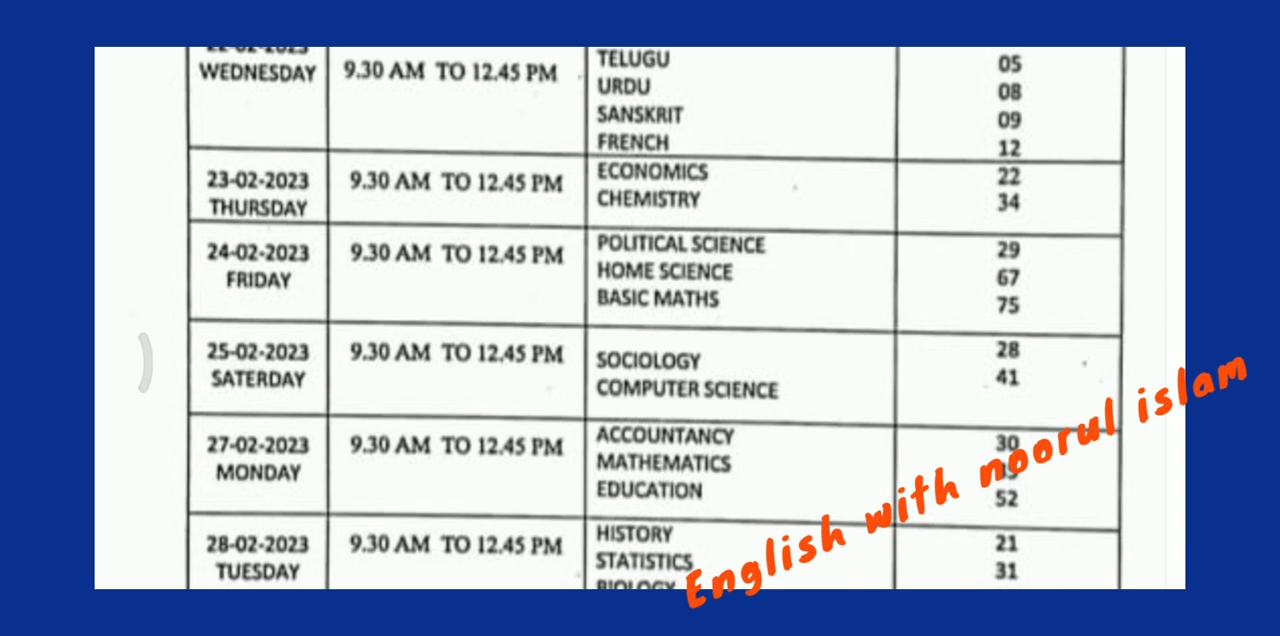 22-02-2023
WEDNESDAY 9.30 AM TO 12.45 PM TELUGU 05
URDU 08
SANSKRIT 09
FRENCH 12
23-02-2023 9.30 AM TO 12.45 PM ECONOMICS 22
THURSDAY CHEMISTRY 34
24-02-2023 9.30 AM TO 12.45 PM POLITICAL SCIENCE 29
FRIDAY HOME SCIENCE 67
BASIC MATHS 75
25-02-2023 9.30 AM TO 12.45 PM SOCIOLOGY 28
SATERDAY COMPUTER SCIENCE 41
27-02-2023 9.30 AM TO 12.45 PM ACCOUNTANCY 30
MONDAY MATHEMATICS
EDUCATION 52
28-02-2023 9.30 AM TO 12.45 PM HISTORY 21
TUESDAY STATISTICS 31
BIOLOGY
English with noorul islam